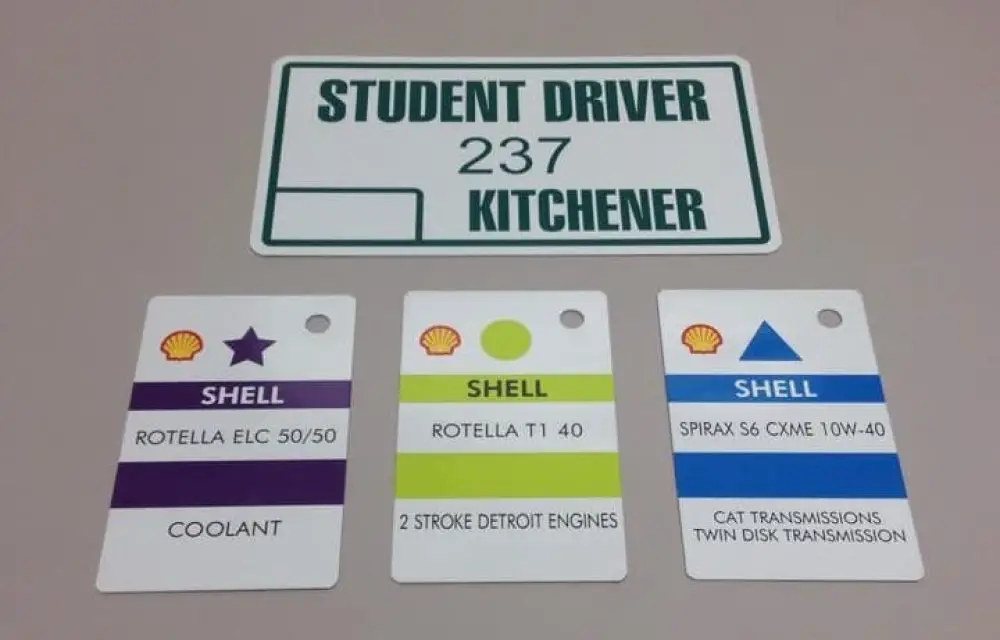 STUDENT DRIVER
237
KITCHENER
SHELL
ROTELLA ELC 50/50
COOLANT
SHELL
ROTELLA T1 40
2 STROKE DETROIT ENGINES
SHELL
SPIRAX S6 CXME 10W-40
CAT TRANSMISSIONS
TWIN DISK TRANSMISSION